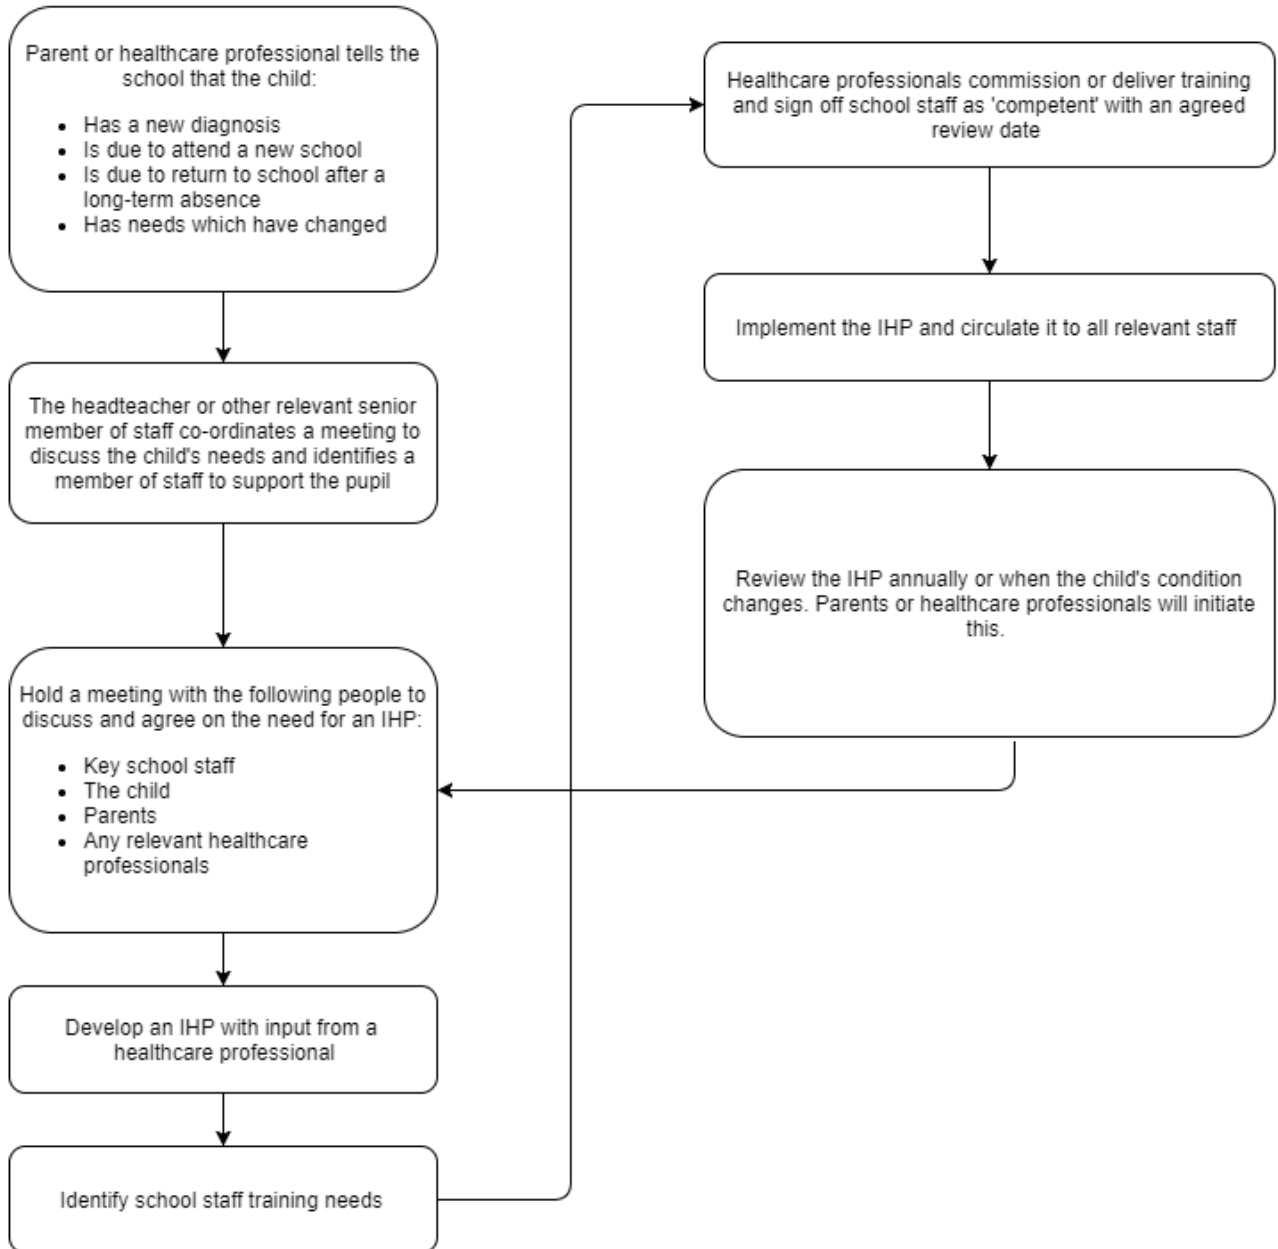 Parent or healthcare professional tells the
school that the child:
• Has a new diagnosis
• Is due to attend a new school
• Is due to return to school after a
long-term absence
• Has needs which have changed
The headteacher or other relevant senior
member of staff co-ordinates a meeting to
discuss the child's needs and identifies a
member of staff to support the pupil
Hold a meeting with the following people to
discuss and agree on the need for an IHP:
• Key school staff
• The child
• Parents
• Any relevant healthcare
professionals
Develop an IHP with input from a
healthcare professional
Identify school staff training needs
Healthcare professionals commission or deliver training
and sign off school staff as 'competent' with an agreed
review date
Implement the IHP and circulate it to all relevant staff
Review the IHP annually or when the child's condition
changes. Parents or healthcare professionals will initiate
this.